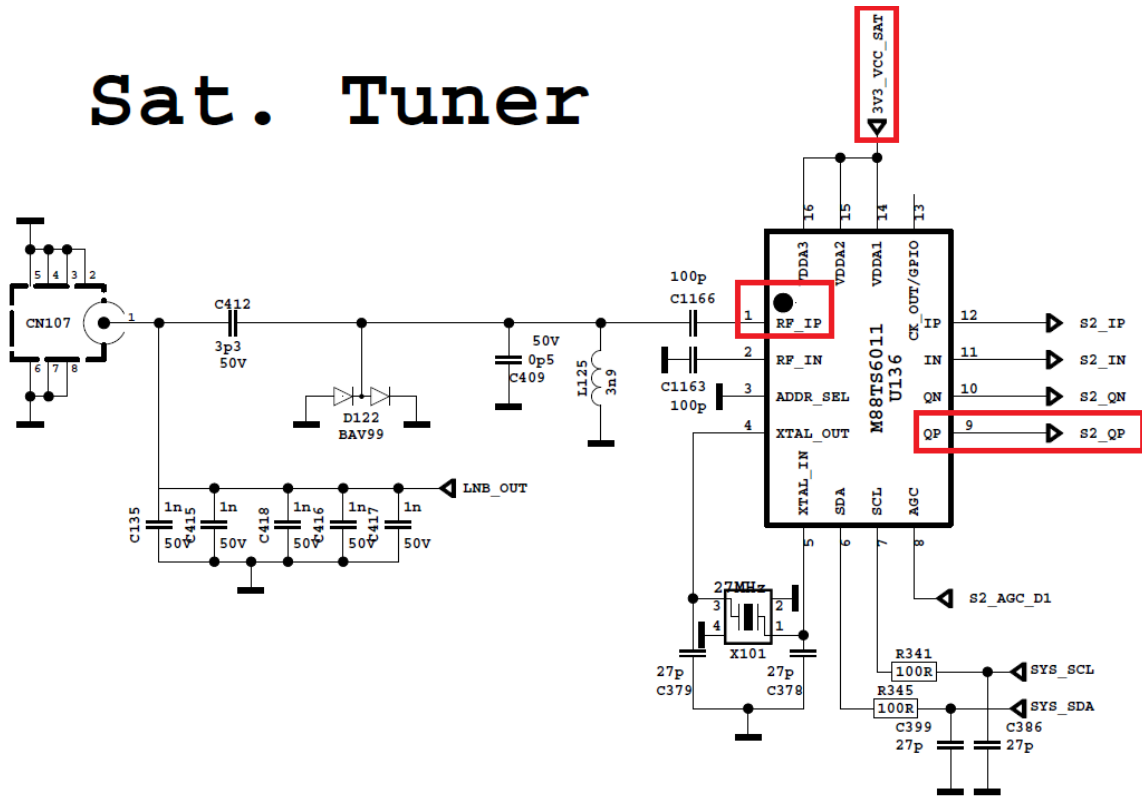 Sat. Tuner
3V3_VCC_SAT
16
15
14
13
VDDA3
VDDA2
VDDA1
CK_OUT/GPIO
5
4
3
2
CN107
1
6
7
8
C412
3p3
50V
50V
0p5
C409
L125
3n9
D122
BAV99
100p
C1166
1
RF_IP
2
RF_IN
C1163
100p
3
ADDR_SEL
4
XTAL_OUT
M88TS6011
U136
IP
12
S2_IP
IN
11
S2_IN
QN
10
S2_QN
QP
9
S2_QP
XTAL_IN
SDA
SCL
AGC
5
6
7
8
LNB_OUT
C135
1n
50V
C415
1n
50V
C418
1n
50V
C416
1n
50V
C417
1n
50V
27MHz
3
2
4
1
X101
27p
C379
27p
C378
S2_AGC_D1
R341
100R
SYS_SCL
R345
100R
SYS_SDA
C399
27p
C386
27p